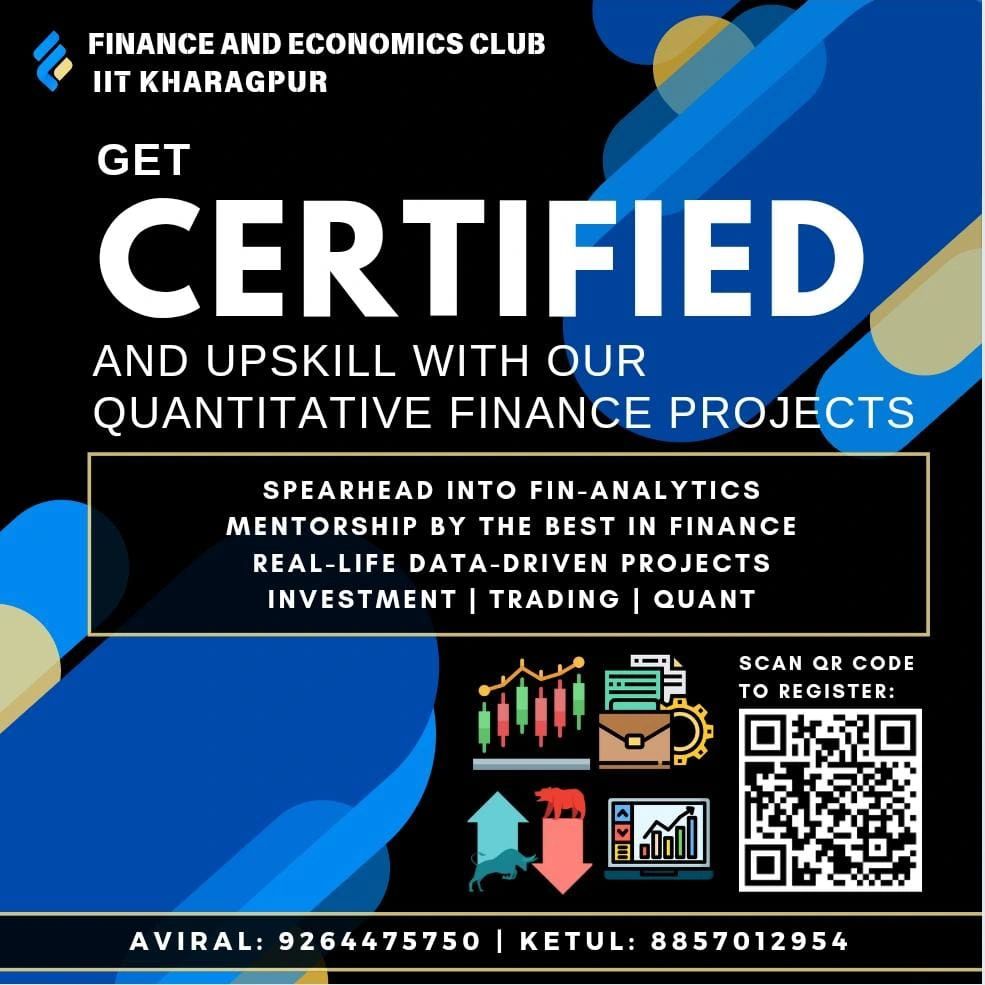 FINANCE AND ECONOMICS CLUB
IIT KHARAGPUR
GET
CERTIFIED
AND UPSKILL WITH OUR
QUANTITATIVE FINANCE PROJECTS
SPEARHEAD INTO FIN-ANALYTICS
MENTORSHIP BY THE BEST IN FINANCE
REAL-LIFE DATA-DRIVEN PROJECTS
INVESTMENT | TRADING | QUANT
SCAN QR CODE
TO REGISTER:
AVIRAL: 9264475750 | KETUL: 8857012954